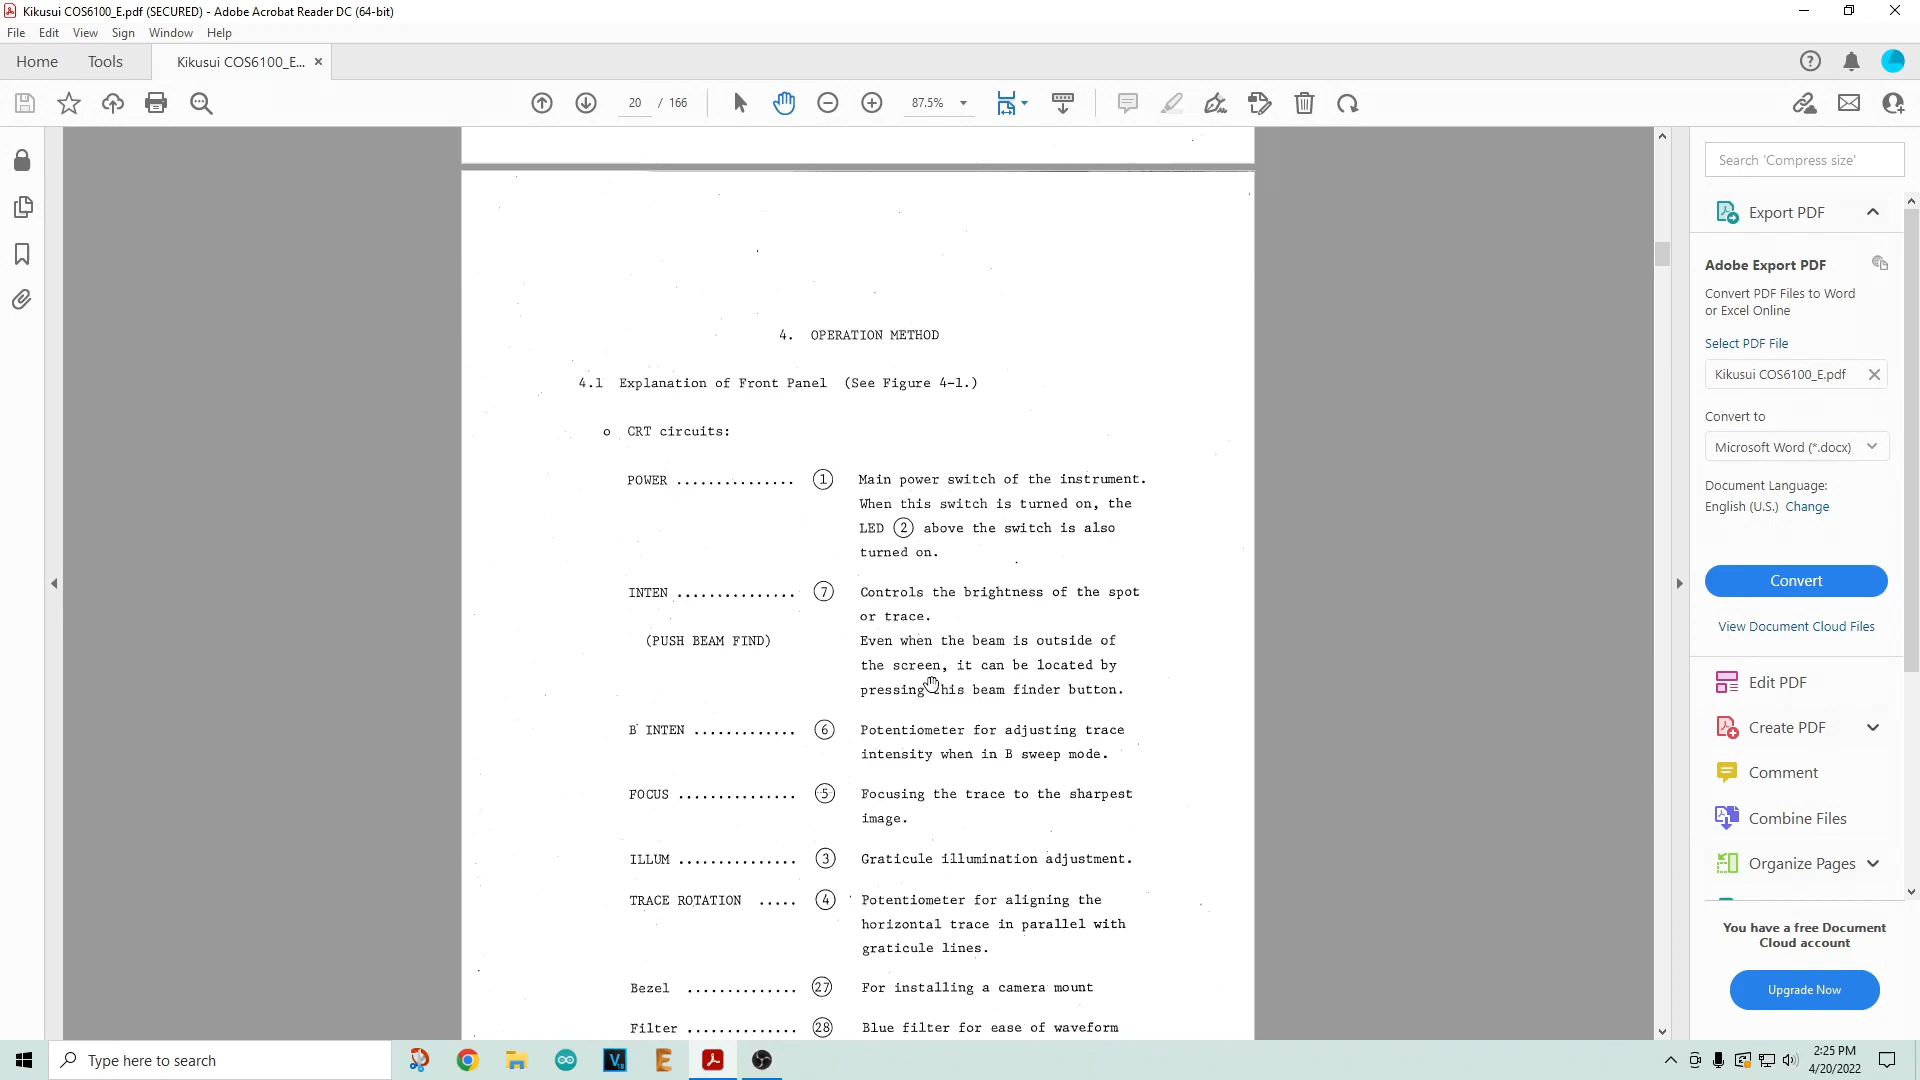 Kikusui COS6100_E.pdf (SECURED) - Adobe Acrobat Reader DC (64-bit)
File Edit View Sign Window Help
Home Tools Kikusui COS6100_E... ×
20 / 166 87.5%
4. OPERATION METHOD
4.1 Explanation of Front Panel (See Figure 4-1.)
o CRT circuits:
POWER ............... 1 Main power switch of the instrument.
When this switch is turned on, the
LED 2 above the switch is also
turned on.
INTEN ............... 7 Controls the brightness of the spot
or trace.
(PUSH BEAM FIND) Even when the beam is outside of
the screen, it can be located by
pressing this beam finder button.
B INTEN ............. 6 Potentiometer for adjusting trace
intensity when in B sweep mode.
FOCUS ............... 5 Focusing the trace to the sharpest
image.
ILLUM ............... 3 Graticule illumination adjustment.
TRACE ROTATION ..... 4 Potentiometer for aligning the
horizontal trace in parallel with
graticule lines.
Bezel .............. 27 For installing a camera mount
Filter .............. 28 Blue filter for ease of waveform
Search 'Compress size'
Export PDF
Adobe Export PDF
Convert PDF Files to Word
or Excel Online
Select PDF File
Kikusui COS6100_E.pdf
Convert to
Microsoft Word (*.docx)
Document Language:
English (U.S.) Change
Convert
View Document Cloud Files
Edit PDF
Create PDF
Comment
Combine Files
Organize Pages
You have a free Document
Cloud account
Upgrade Now
Type here to search
2:25 PM
4/20/2022